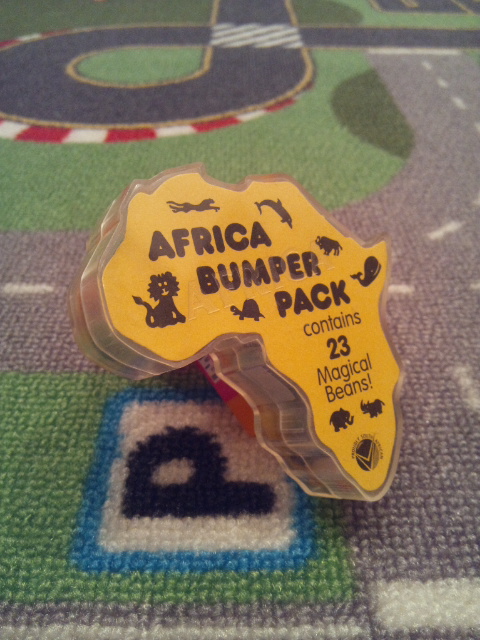 AFRICA
BUMPER
PACK
contains
23
Magical
Beans!
P